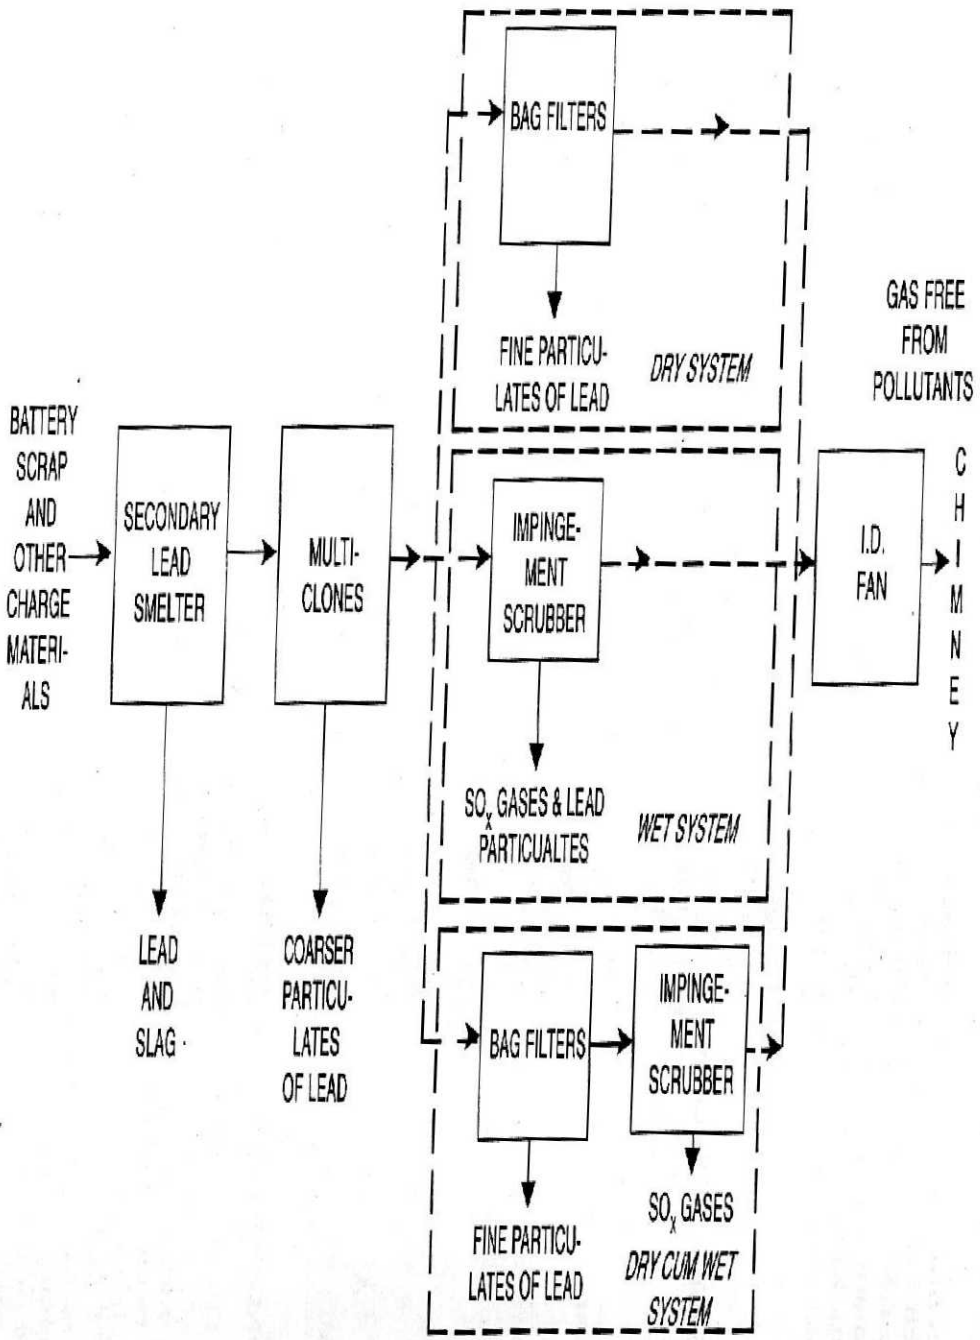 BAG FILTERS
FINE PARTICU-
LATES OF LEAD
DRY SYSTEM
GAS FREE
FROM
POLLUTANTS
BATTERY
SCRAP
AND
OTHER
CHARGE
MATERI-
ALS
SECONDARY
LEAD
SMELTER
MULTI-
CLONES
IMPINGE-
MENT
SCRUBBER
I.D.
FAN
C
H
I
M
N
E
Y
SOx GASES & LEAD
PARTICUALTES
WET SYSTEM
LEAD
AND
SLAG
COARSER
PARTICU-
LATES
OF LEAD
BAG FILTERS
IMPINGE-
MENT
SCRUBBER
FINE PARTICU-
LATES OF LEAD
SOx GASES
DRY CUM WET
SYSTEM